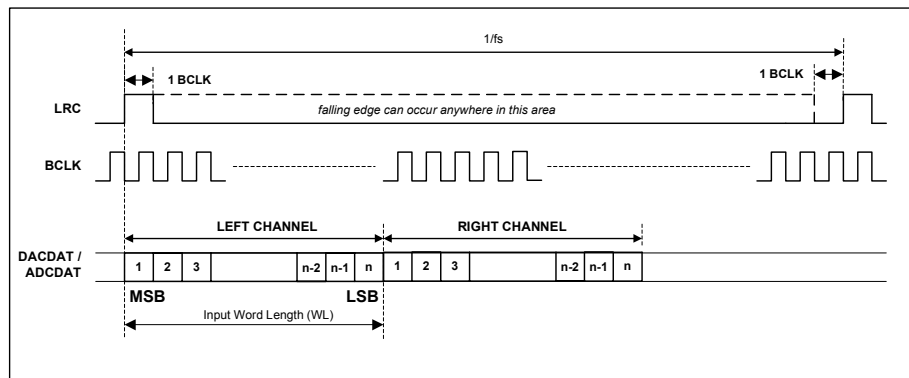 1/fs
1 BCLK
1 BCLK
LRC
falling edge can occur anywhere in this area
BCLK
LEFT CHANNEL
RIGHT CHANNEL
DACDAT /
ADCDAT
1 2 3 n-2 n-1 n 1 2 3 n-2 n-1 n
MSB LSB
Input Word Length (WL)